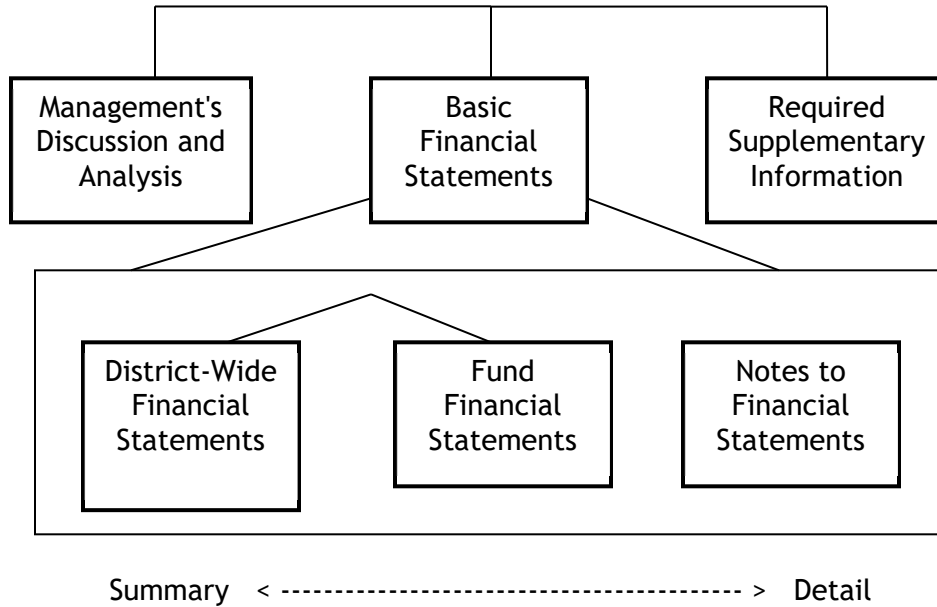 Management's
Discussion and
Analysis
Basic
Financial
Statements
Required
Supplementary
Information
District-Wide
Financial
Statements
Fund
Financial
Statements
Notes to
Financial
Statements
Summary < -------------------------------------------- > Detail